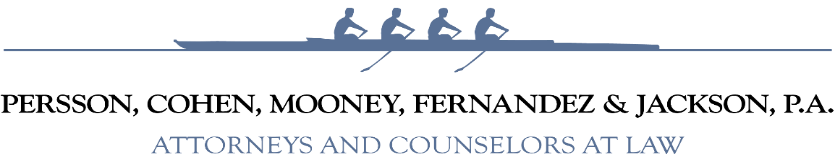 PERSSON, COHEN, MOONEY, FERNANDEZ & JACKSON, P.A.
ATTORNEYS AND COUNSELORS AT LAW